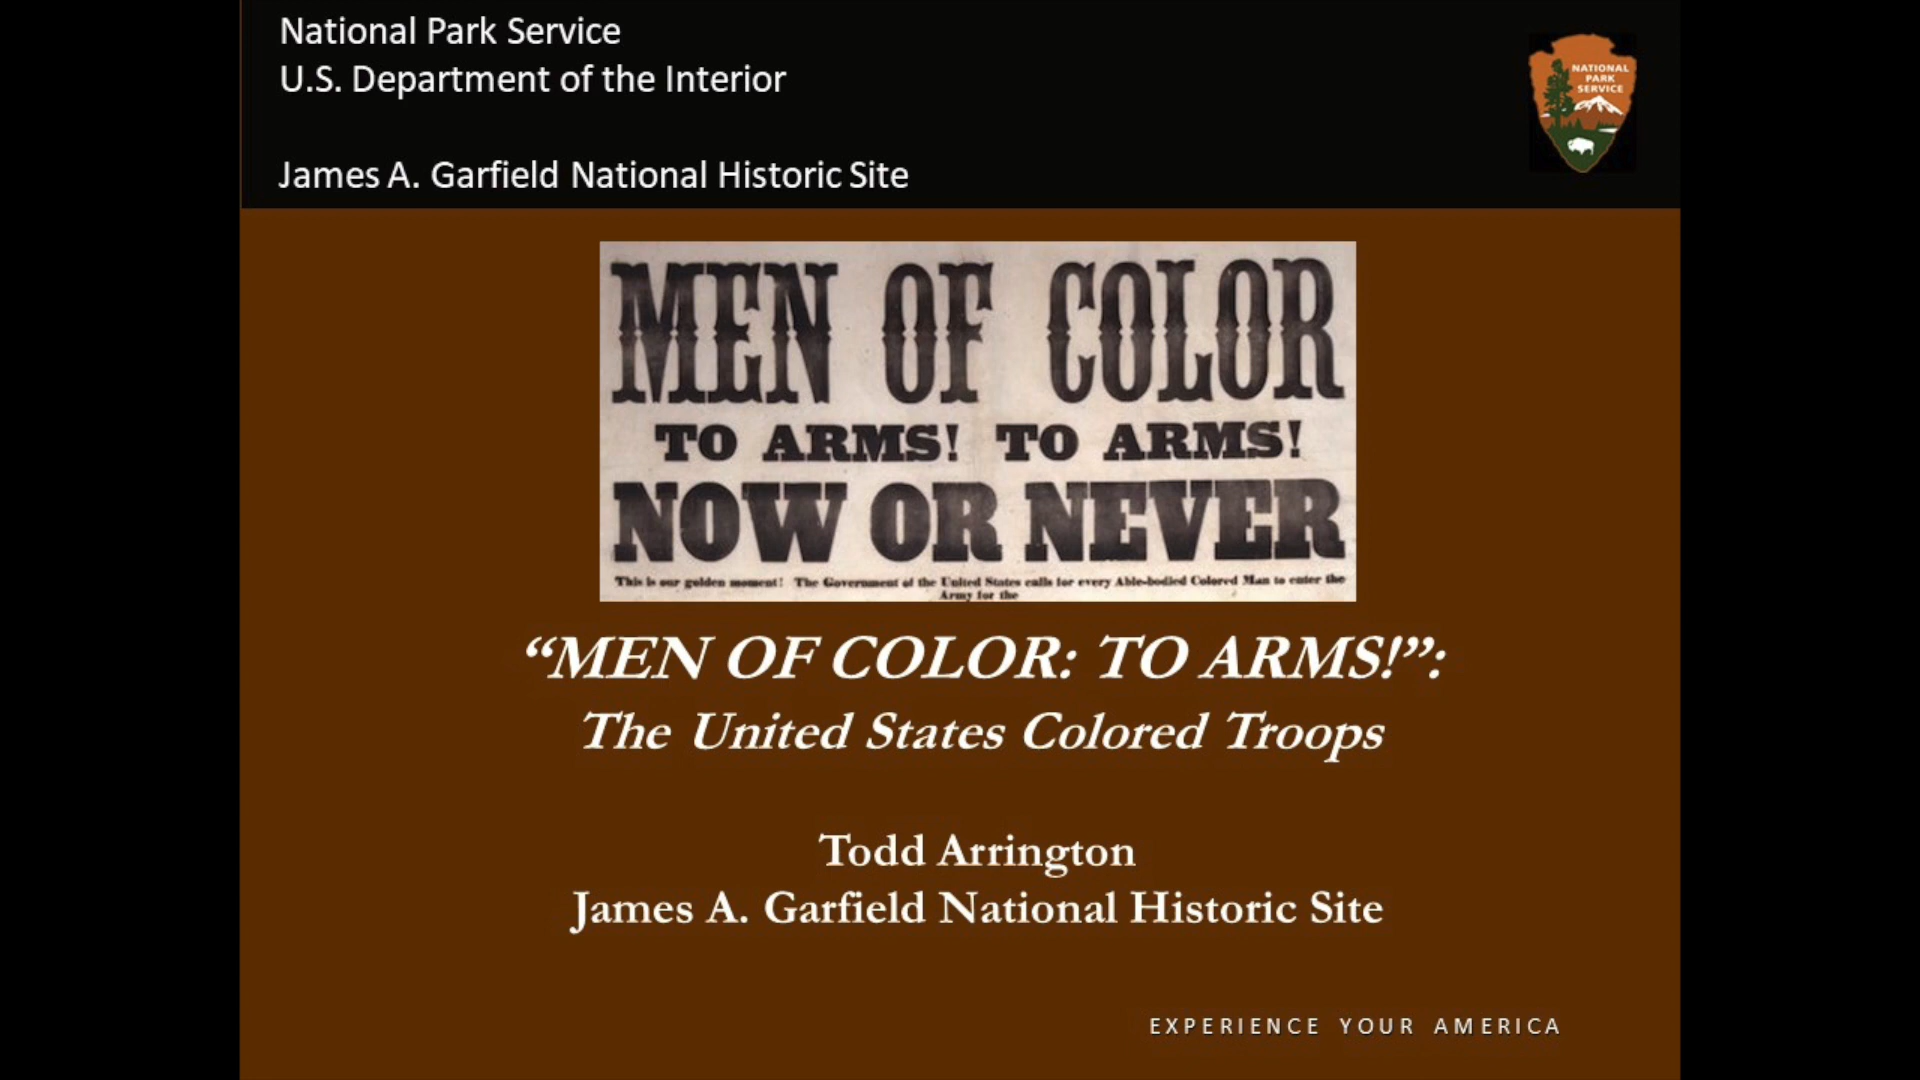 National Park Service
U.S. Department of the Interior
James A. Garfield National Historic Site
NATIONAL
PARK
SERVICE
MEN OF COLOR
TO ARMS! TO ARMS!
NOW OR NEVER
This is our golden moment! The Government of the United States calls for every Able-bodied Colored Man to enter the
Army for the
“MEN OF COLOR: TO ARMS!”:
The United States Colored Troops
Todd Arrington
James A. Garfield National Historic Site
EXPERIENCE YOUR AMERICA